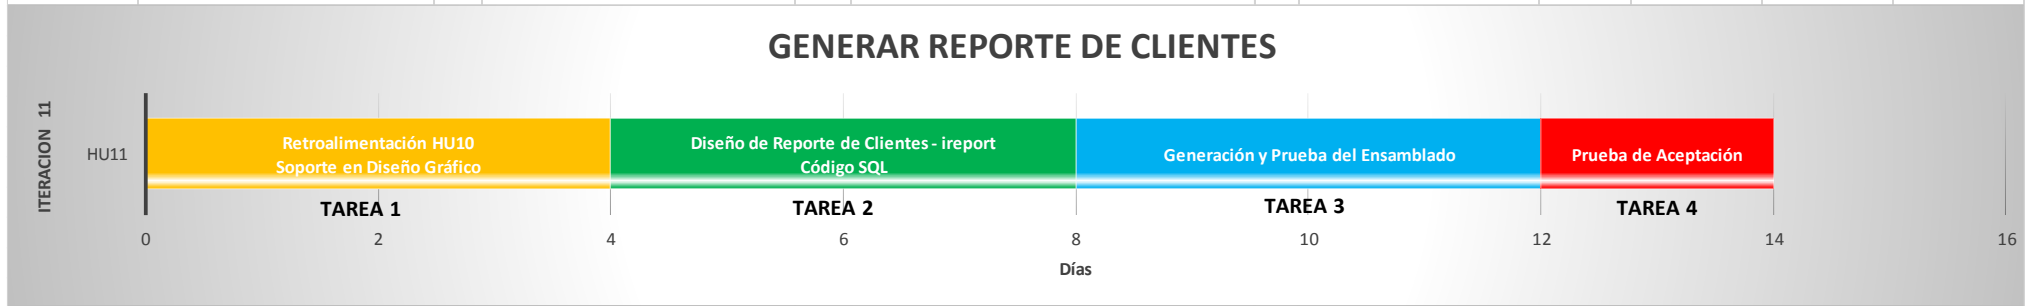 GENERAR REPORTE DE CLIENTES
ITERACION 11
HU11
Retroalimentación HU10
Soporte en Diseño Gráfico
Diseño de Reporte de Clientes - ireport
Código SQL
Generación y Prueba del Ensamblado
Prueba de Aceptación
TAREA 1
TAREA 2
TAREA 3
TAREA 4
0 2 4 6 8 10 12 14 16
Días